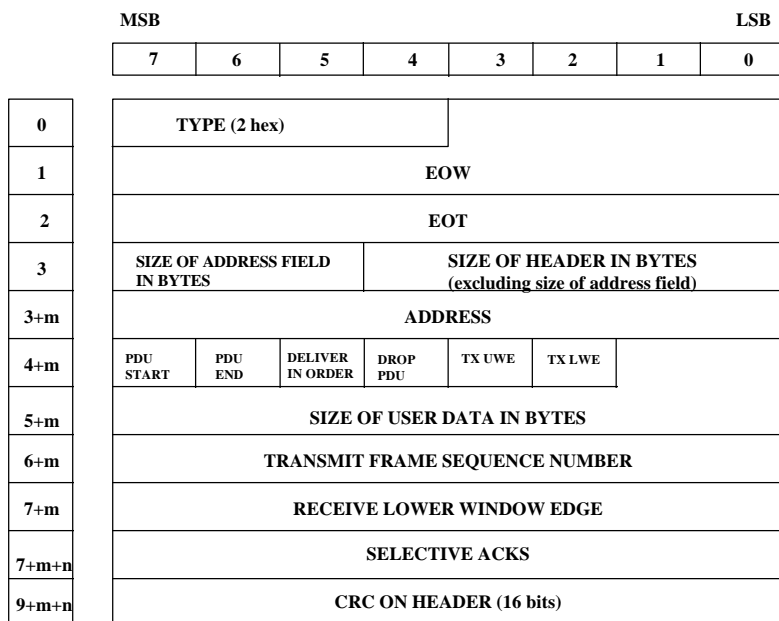 MSB LSB
7 6 5 4 3 2 1 0
0 TYPE (2 hex)
1 EOW
2 EOT
3 SIZE OF ADDRESS FIELD IN BYTES SIZE OF HEADER IN BYTES (excluding size of address field)
3+m ADDRESS
4+m PDU START PDU END DELIVER IN ORDER DROP PDU TX UWE TX LWE
5+m SIZE OF USER DATA IN BYTES
6+m TRANSMIT FRAME SEQUENCE NUMBER
7+m RECEIVE LOWER WINDOW EDGE
7+m+n SELECTIVE ACKS
9+m+n CRC ON HEADER (16 bits)